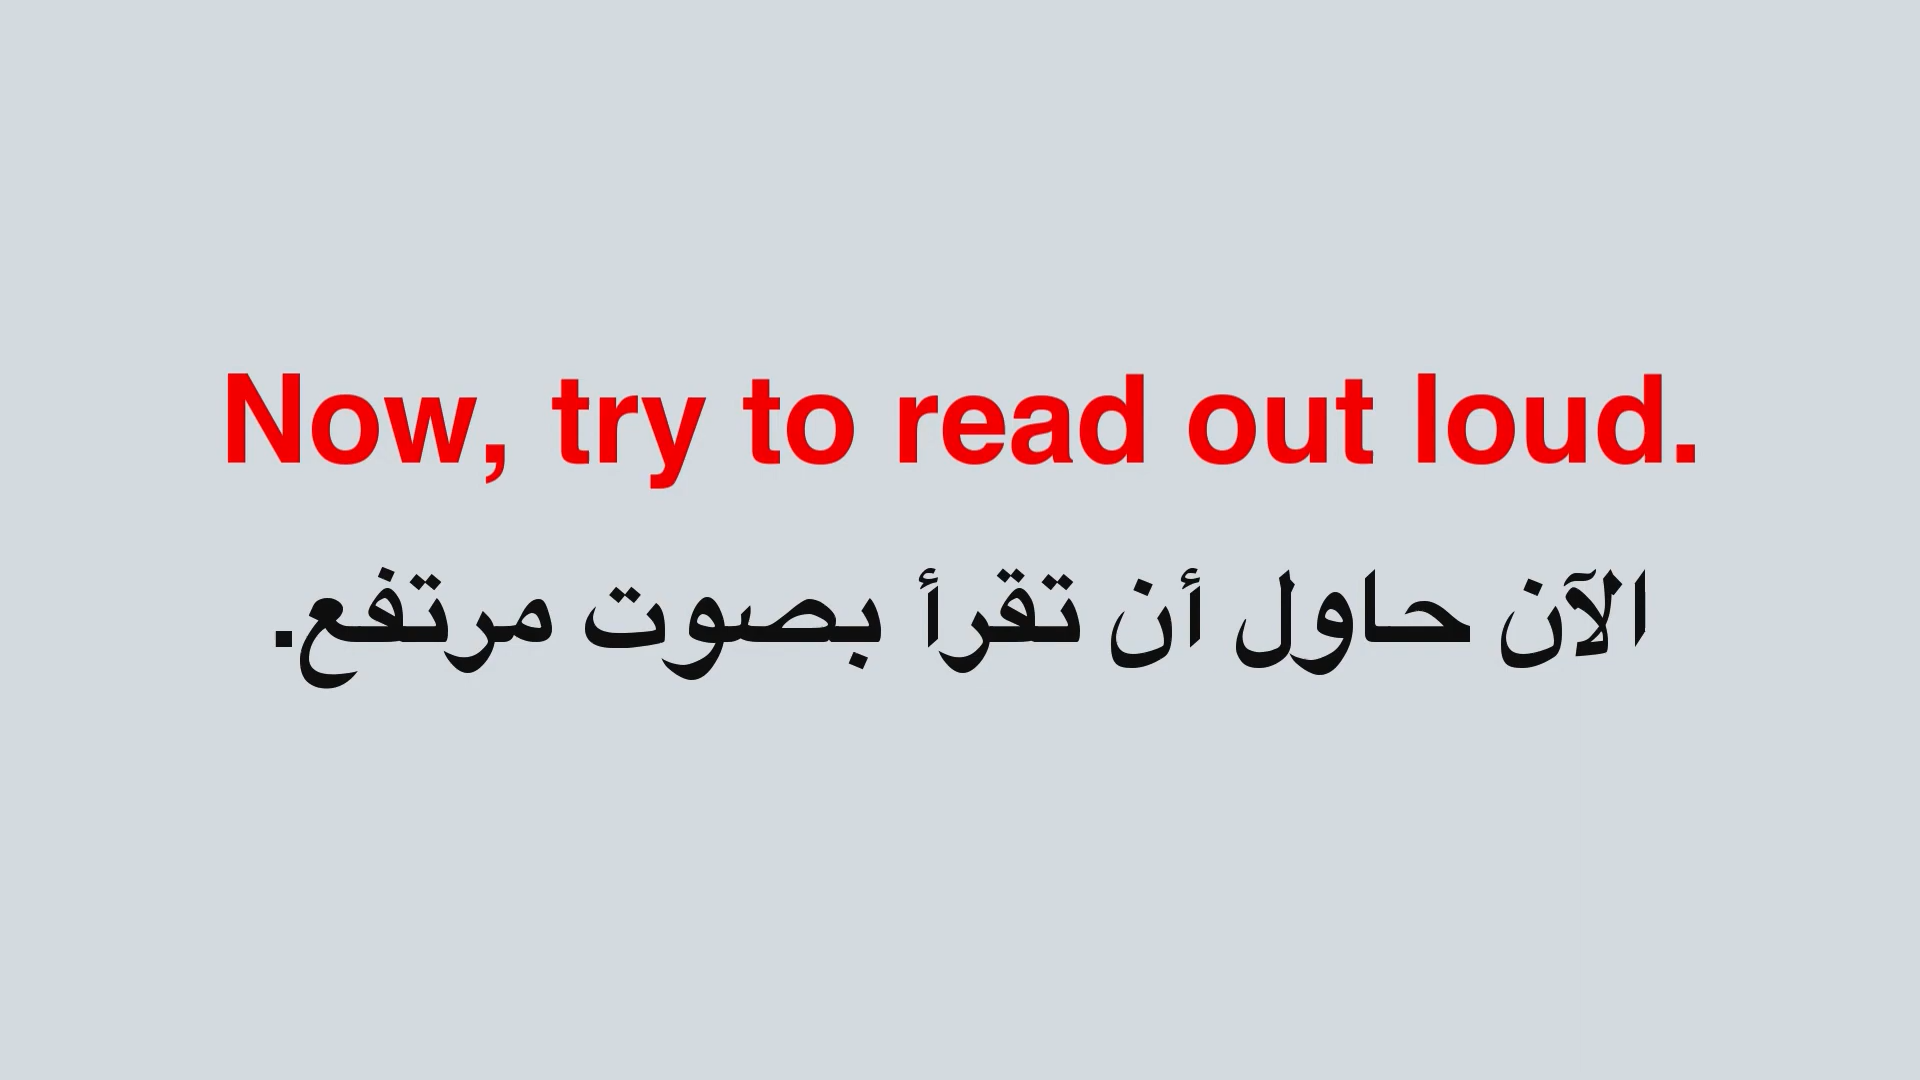 Now, try to read out loud.
الآن حاول أن تقرأ بصوت مرتفع.